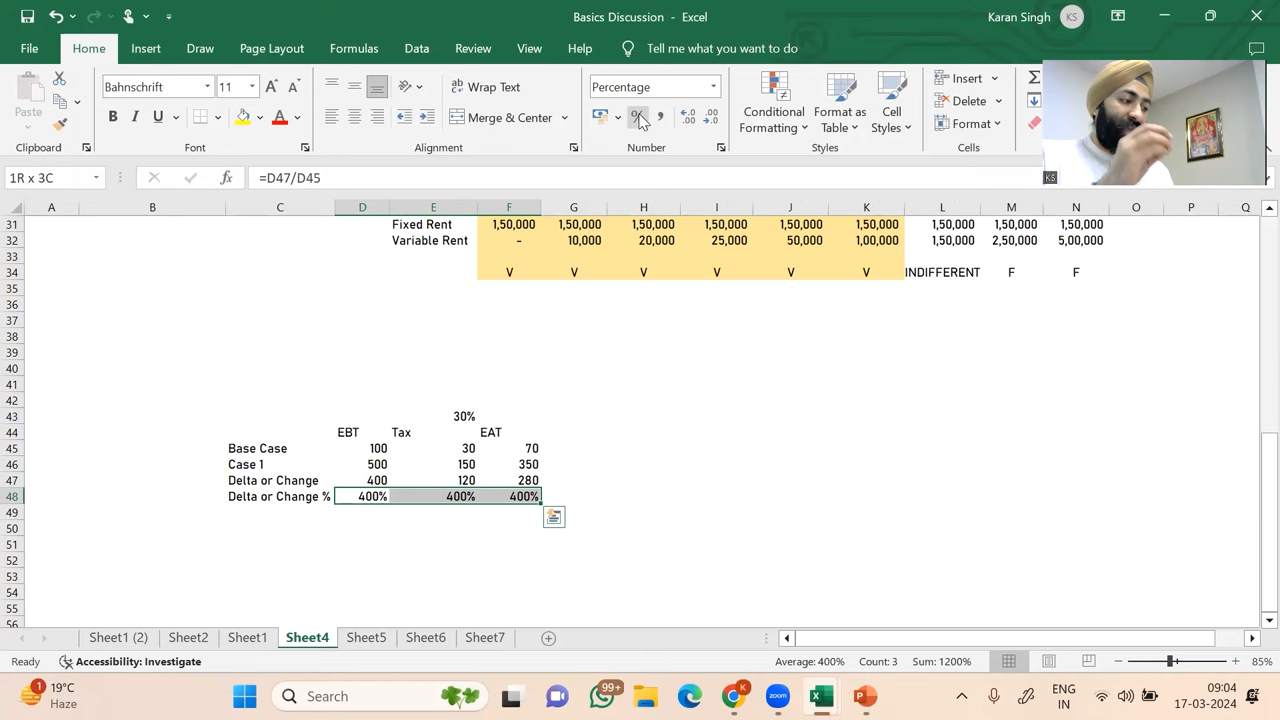 Basics Discussion - Excel
Karan Singh KS
File Home Insert Draw Page Layout Formulas Data Review View Help Tell me what you want to do
Bahnschrift 11
Wrap Text
Percentage
Insert
Paste
B I U
Merge & Center
Conditional Formatting
Format as Table
Cell Styles
Delete
Format
Clipboard Font Alignment Number Styles Cells
KS
1R x 3C =D47/D45
A B C D E F G H I J K L M N O P Q
31 Fixed Rent 1,50,000 1,50,000 1,50,000 1,50,000 1,50,000 1,50,000 1,50,000 1,50,000 1,50,000
32 Variable Rent - 10,000 20,000 25,000 50,000 1,00,000 1,50,000 2,50,000 5,00,000
33
34 V V V V V V INDIFFERENT F F
35
36
37
38
39
40
41
42
43 30%
44 EBT Tax EAT
45 Base Case 100 30 70
46 Case 1 500 150 350
47 Delta or Change 400 120 280
48 Delta or Change % 400% 400% 400%
49
50
51
52
53
54
55
56
Sheet1 (2) Sheet2 Sheet1 Sheet4 Sheet5 Sheet6 Sheet7
Ready Accessibility: Investigate Average: 400% Count: 3 Sum: 1200% 85%
1 19°C
Haze
Search
99+
zoom
K
ENG
IN
09:04
17-03-2024